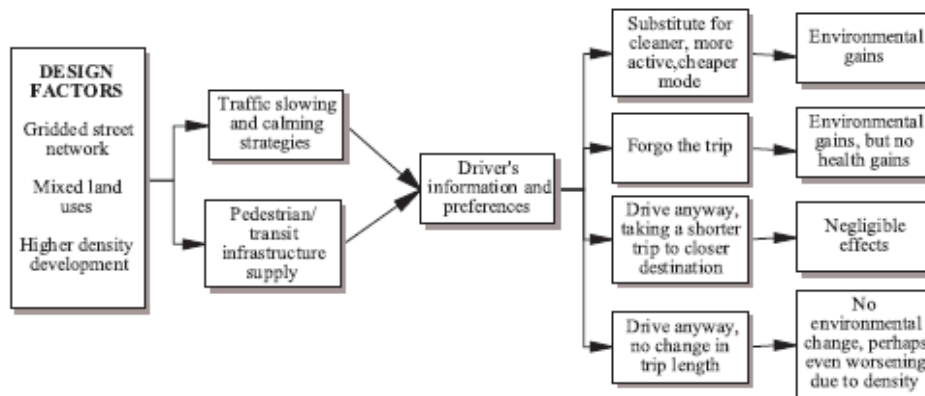 DESIGN
FACTORS
Gridded street
network
Mixed land
uses
Higher density
development
Traffic slowing
and calming
strategies
Pedestrian/
transit
infrastructure
supply
Driver's
information and
preferences
Substitute for
cleaner, more
active,cheaper
mode
Environmental
gains
Forgo the trip
Environmental
gains, but no
health gains
Drive anyway,
taking a shorter
trip to closer
destination
Negligible
effects
Drive anyway,
no change in
trip length
No
environmental
change, perhaps
even worsening
due to density